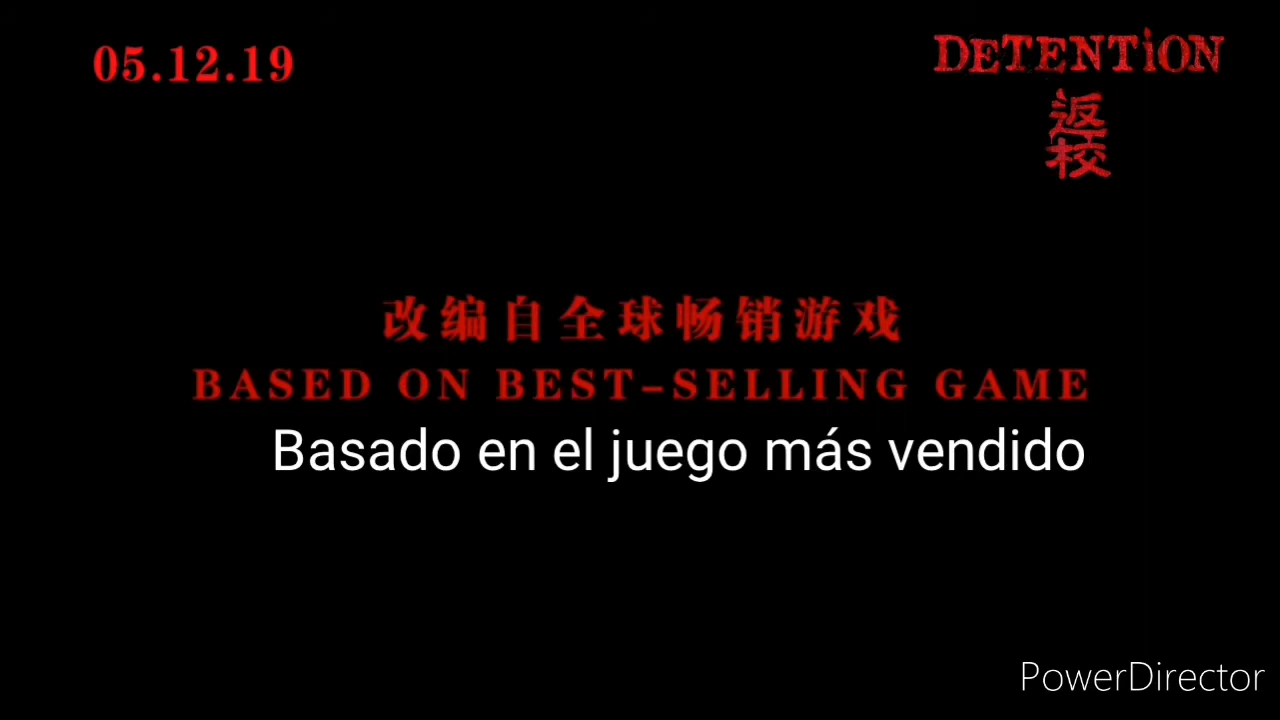 05.12.19
DETENTiON
返
校
改编自全球畅销游戏
BASED ON BEST-SELLING GAME
Basado en el juego más vendido
PowerDirector